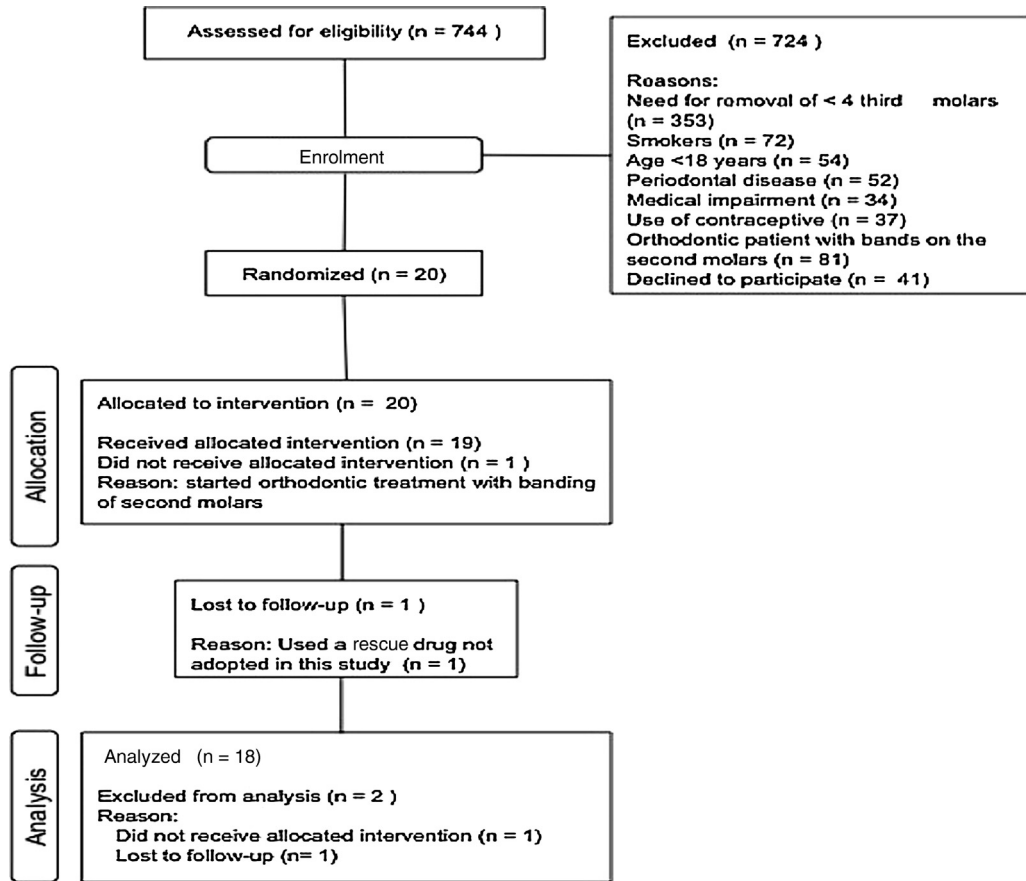 Assessed for eligibility (n = 744 )
Excluded (n = 724 )
Reasons:
Need for removal of < 4 third molars
(n = 353)
Smokers (n = 72)
Age <18 years (n = 54)
Periodontal disease (n = 52)
Medical impairment (n = 34)
Use of contraceptive (n = 37)
Orthodontic patient with bands on the
second molars (n = 81)
Declined to participate (n = 41)
Enrolment
Randomized (n = 20)
Allocation
Allocated to intervention (n = 20)
Received allocated intervention (n = 19)
Did not receive allocated intervention (n = 1 )
Reason: started orthodontic treatment with banding
of second molars
Follow-up
Lost to follow-up (n = 1 )
Reason: Used a rescue drug not
adopted in this study (n = 1)
Analysis
Analyzed (n = 18)
Excluded from analysis (n = 2 )
Reason:
Did not receive allocated intervention (n = 1)
Lost to follow-up (n= 1)